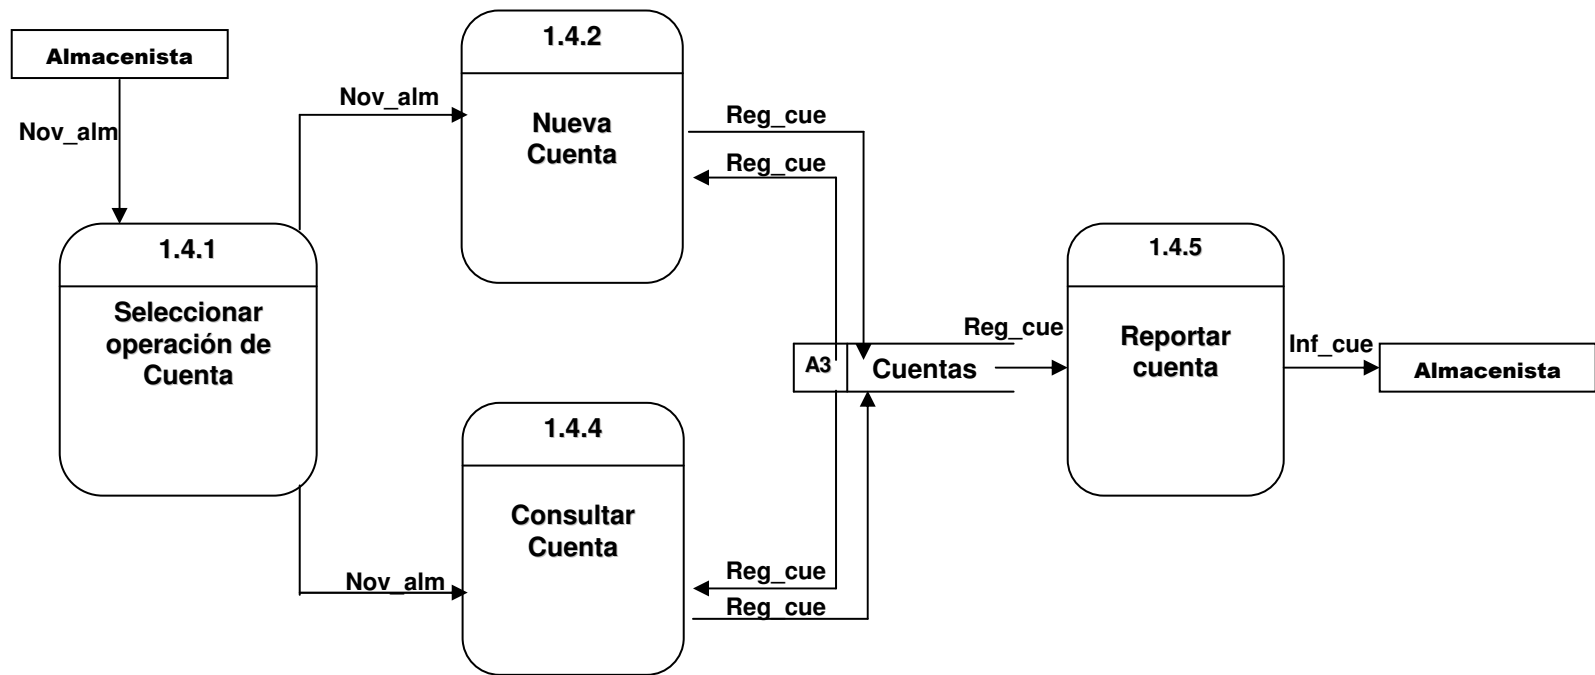 Almacenista
Nov_alm
1.4.1
Seleccionar
operación de
Cuenta
Nov_alm
1.4.2
Nueva
Cuenta
Reg_cue
Reg_cue
Nov_alm
1.4.4
Consultar
Cuenta
Reg_cue
Reg_cue
A3 Cuentas
Reg_cue
1.4.5
Reportar
cuenta
Inf_cue
Almacenista